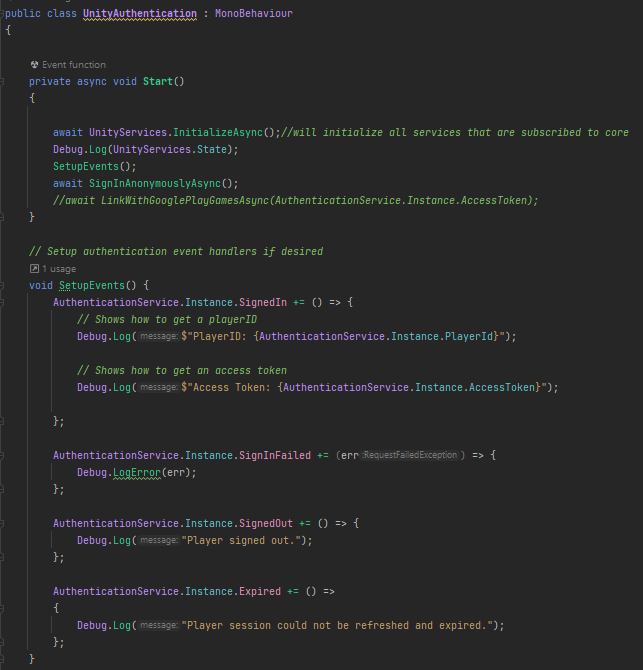 public class UnityAuthentication : MonoBehaviour
{
Event function
private async void Start()
{
await UnityServices.InitializeAsync();//will initialize all services that are subscribed to core
Debug.Log(UnityServices.State);
SetupEvents();
await SignInAnonymouslyAsync();
//await LinkWithGooglePlayGamesAsync(AuthenticationService.Instance.AccessToken);
}
// Setup authentication event handlers if desired
1 usage
void SetupEvents() {
AuthenticationService.Instance.SignedIn += () => {
// Shows how to get a playerID
Debug.Log( message: $"PlayerID: {AuthenticationService.Instance.PlayerId}");
// Shows how to get an access token
Debug.Log( message: $"Access Token: {AuthenticationService.Instance.AccessToken}");
};
AuthenticationService.Instance.SignInFailed += (err :RequestFailedException ) => {
Debug.LogError(err);
};
AuthenticationService.Instance.SignedOut += () => {
Debug.Log( message: "Player signed out.");
};
AuthenticationService.Instance.Expired += () =>
{
Debug.Log( message: "Player session could not be refreshed and expired.");
};
}